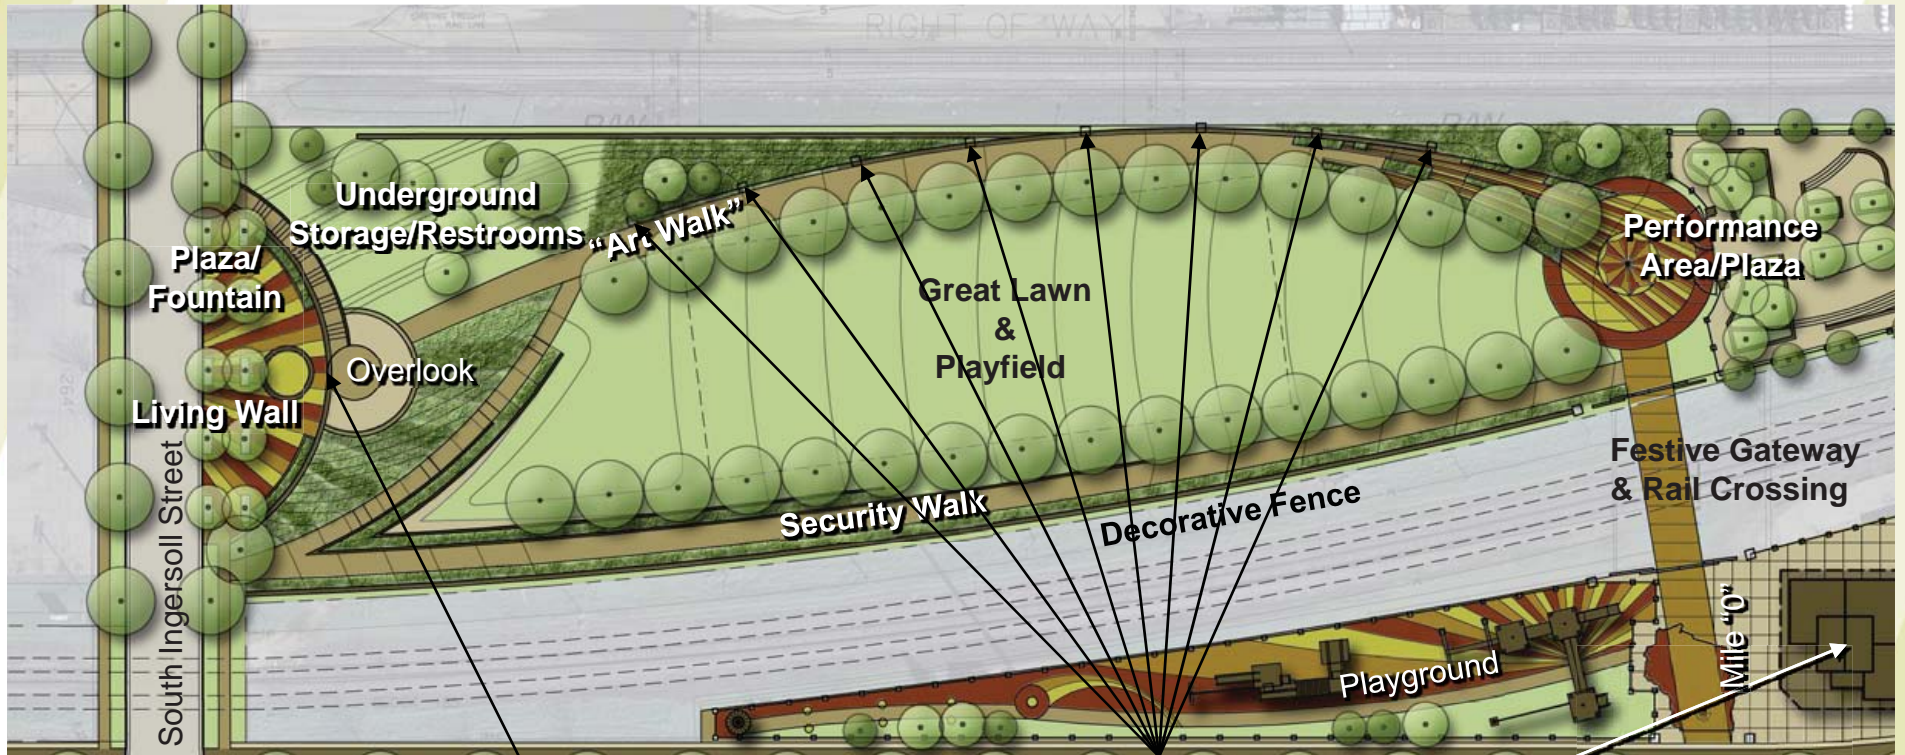 RIGHT OF WAY
R/W
R/W
Underground
Storage/Restrooms
“Art Walk”
Plaza/
Fountain
Performance
Area/Plaza
Great Lawn
&
Playfield
Overlook
Living Wall
Festive Gateway
& Rail Crossing
Security Walk
Decorative Fence
South Ingersoll Street
Playground
Mile “0”